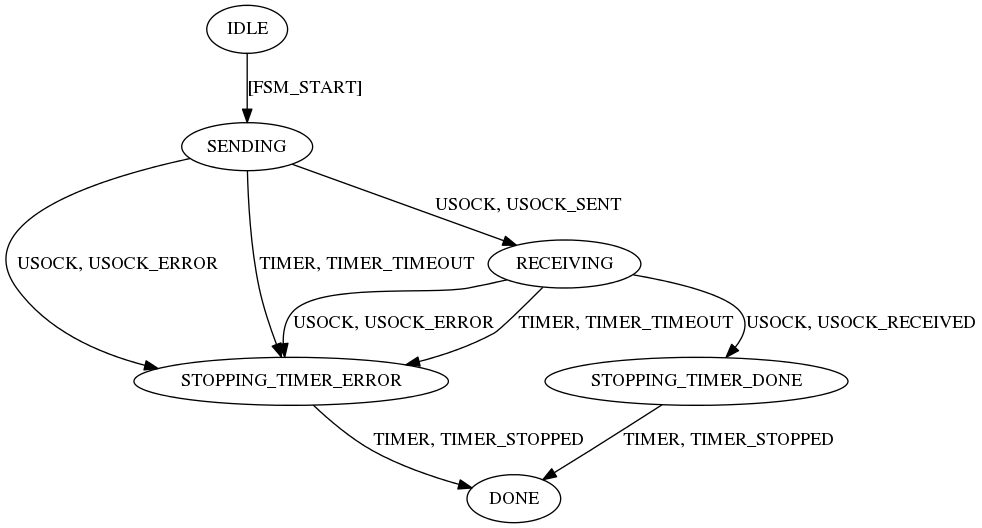 IDLE
[FSM_START]
SENDING
USOCK, USOCK_SENT
USOCK, USOCK_ERROR
TIMER, TIMER_TIMEOUT
RECEIVING
USOCK, USOCK_ERROR
TIMER, TIMER_TIMEOUT
USOCK, USOCK_RECEIVED
STOPPING_TIMER_ERROR
STOPPING_TIMER_DONE
TIMER, TIMER_STOPPED
TIMER, TIMER_STOPPED
DONE